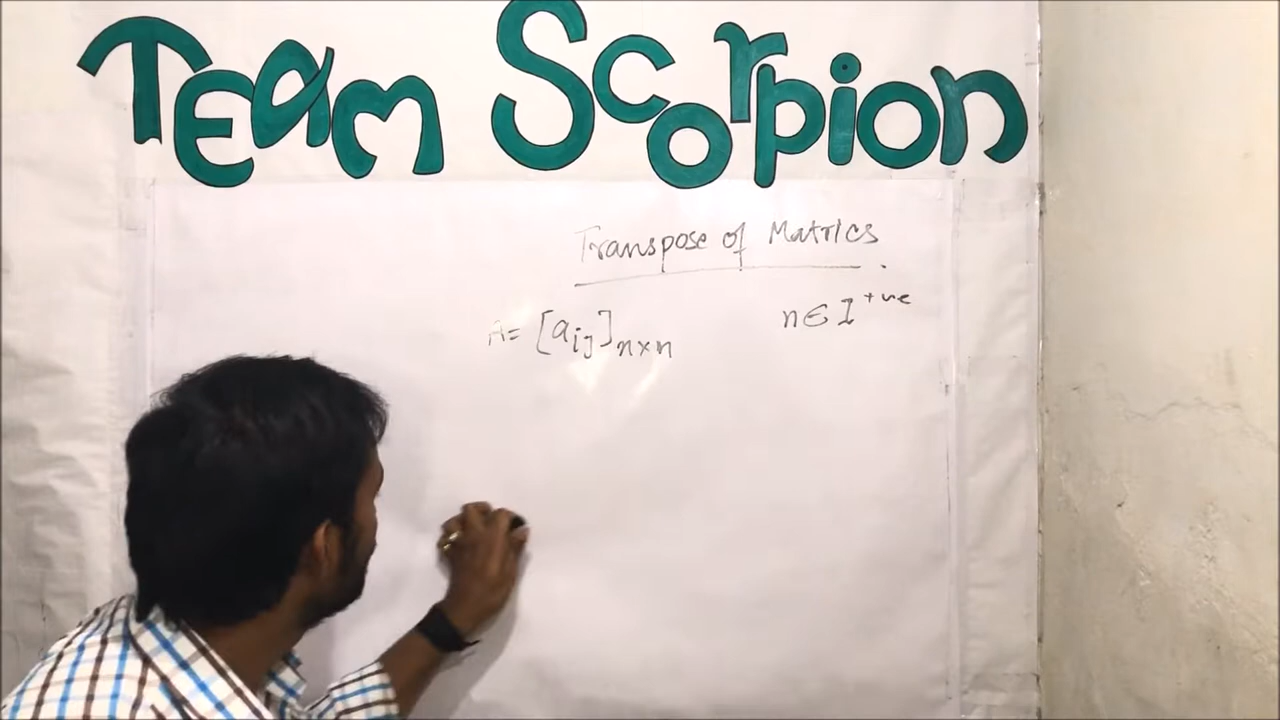 TEam Scorpion
Transpose of Matrics
A= [aij]n×n n∈I+ve